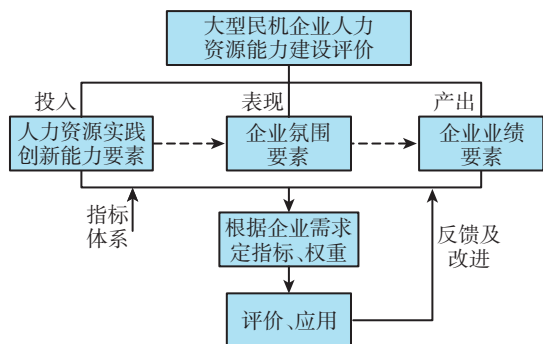 大型民机企业人力
资源能力建设评价
投入
表现
产出
人力资源实践
创新能力要素
企业氛围
要素
企业业绩
要素
指标
体系
根据企业需求
定指标、权重
反馈及
改进
评价、应用